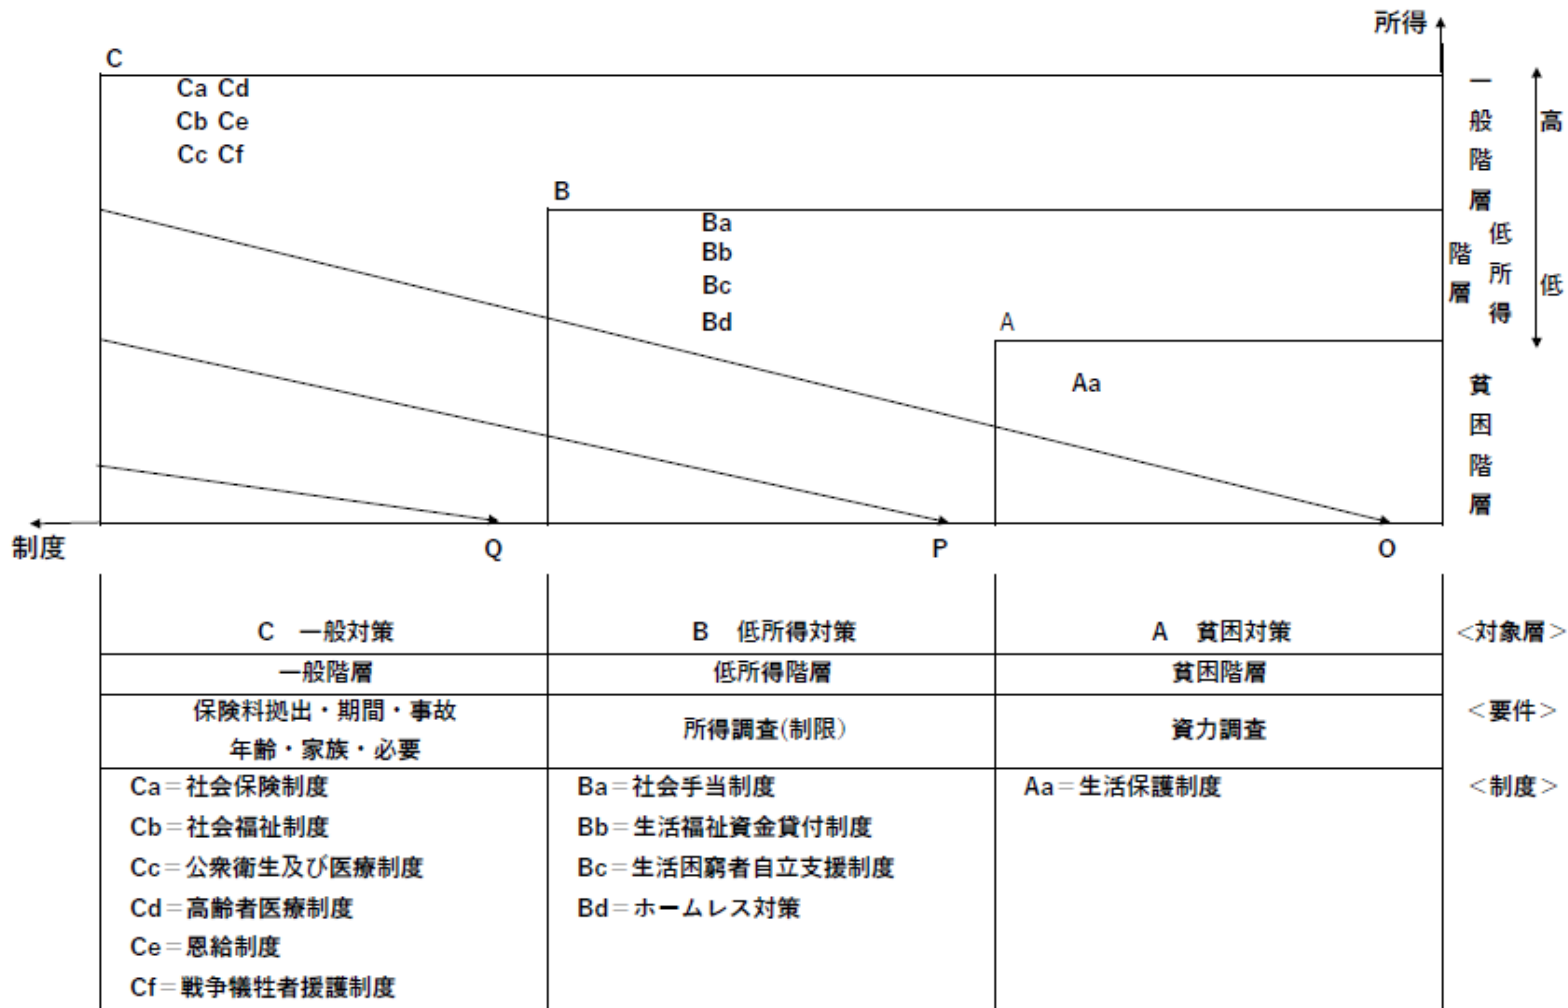 所得
C
Ca Cd
Cb Ce
Cc Cf
一般階層
高
B
Ba
Bb
Bc
Bd
低所得階層
低
A
Aa
貧困階層
制度
Q
P
O
C 一般対策
B 低所得対策
A 貧困対策
<対象層>
一般階層
低所得階層
貧困階層
保険料拠出・期間・事故
年齢・家族・必要
所得調査(制限)
資力調査
<要件>
Ca=社会保険制度
Cb=社会福祉制度
Cc=公衆衛生及び医療制度
Cd=高齢者医療制度
Ce=恩給制度
Cf=戦争犠牲者援護制度
Ba=社会手当制度
Bb=生活福祉資金貸付制度
Bc=生活困窮者自立支援制度
Bd=ホームレス対策
Aa=生活保護制度
<制度>